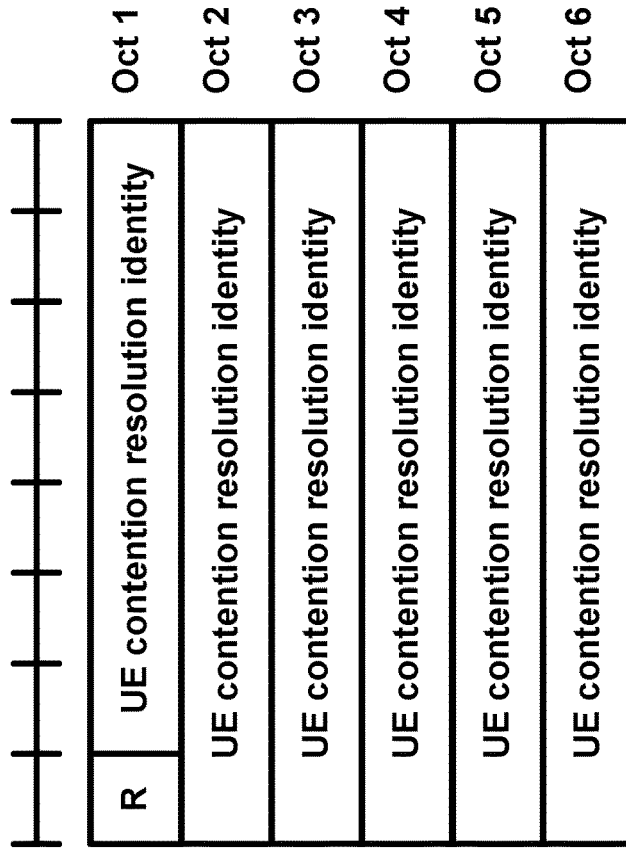 R UE contention resolution identity Oct 1
UE contention resolution identity Oct 2
UE contention resolution identity Oct 3
UE contention resolution identity Oct 4
UE contention resolution identity Oct 5
UE contention resolution identity Oct 6